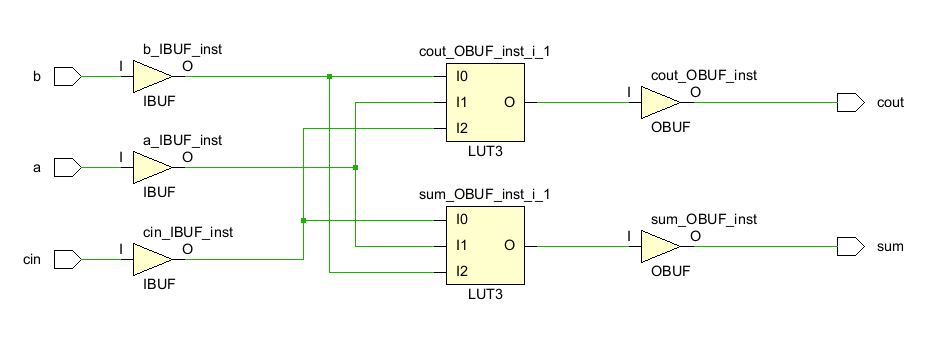 b
I
b_IBUF_inst
O
IBUF
a
I
a_IBUF_inst
O
IBUF
cin
I
cin_IBUF_inst
O
IBUF
cout_OBUF_inst_i_1
I0
I1
I2
O
LUT3
sum_OBUF_inst_i_1
I0
I1
I2
O
LUT3
cout_OBUF_inst
I
O
OBUF
cout
sum_OBUF_inst
I
O
OBUF
sum